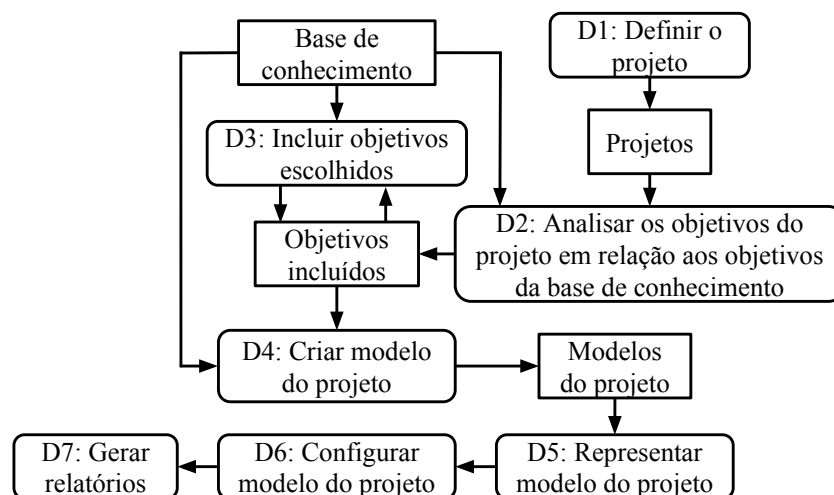 Base de
conhecimento
D1: Definir o
projeto
D3: Incluir objetivos
escolhidos
Projetos
Objetivos
incluídos
D2: Analisar os objetivos do
projeto em relação aos objetivos
da base de conhecimento
D4: Criar modelo
do projeto
Modelos
do projeto
D7: Gerar
relatórios
D6: Configurar
modelo do projeto
D5: Representar
modelo do projeto